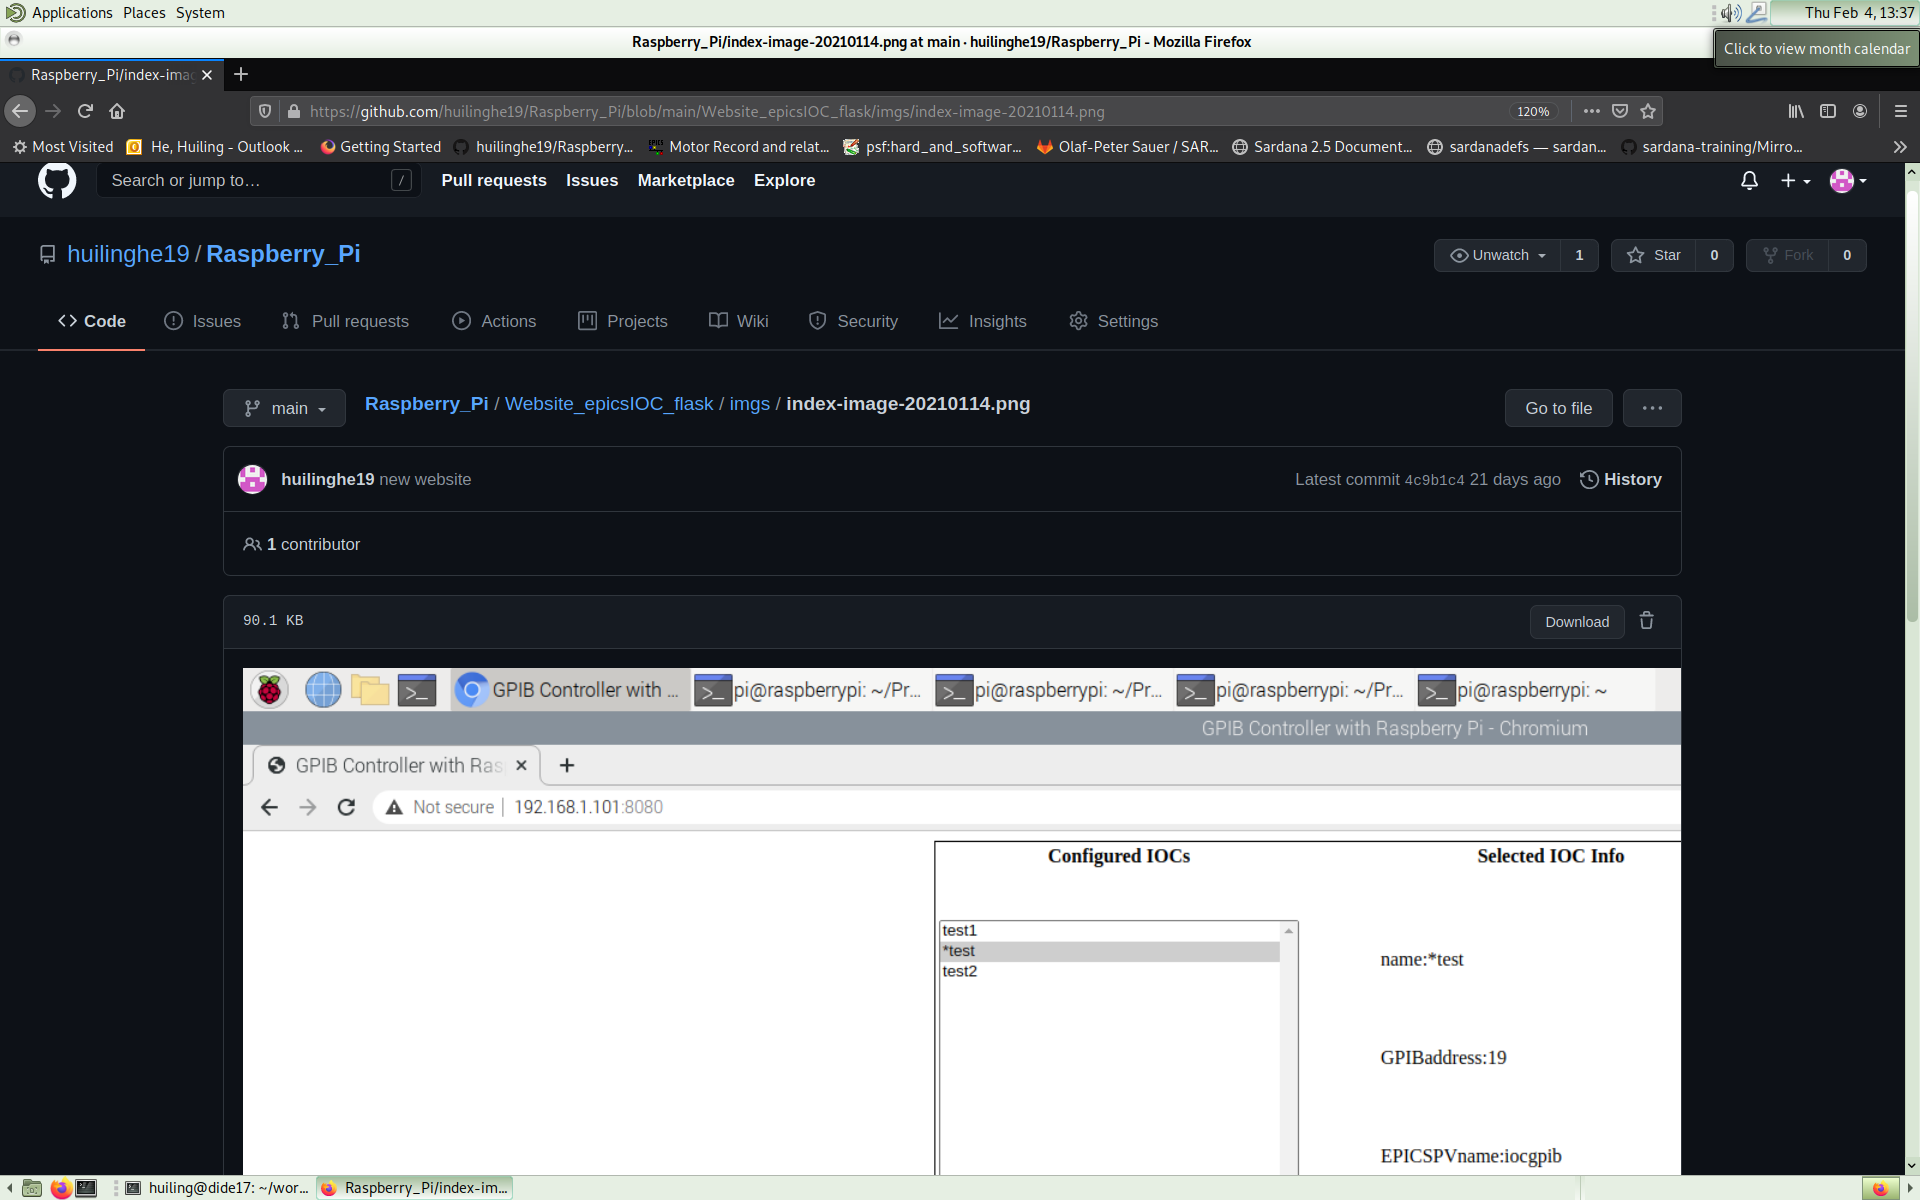 Applications Places System Thu Feb 4, 13:37
Raspberry_Pi/index-image-20210114.png at main · huilinghe19/Raspberry_Pi - Mozilla Firefox
Click to view month calendar
Raspberry_Pi/index-imag
https://github.com/huilinghe19/Raspberry_Pi/blob/main/Website_epicsIOC_flask/imgs/index-image-20210114.png 120%
Most Visited He, Huiling - Outlook ... Getting Started huilinghe19/Raspberry... Motor Record and relat... psf:hard_and_softwar... Olaf-Peter Sauer / SAR... Sardana 2.5 Document... sardanadefs — sardan... sardana-training/Mirro...
Search or jump to… / Pull requests Issues Marketplace Explore
huilinghe19 / Raspberry_Pi Unwatch 1 Star 0 Fork 0
Code Issues Pull requests Actions Projects Wiki Security Insights Settings
main Raspberry_Pi / Website_epicsIOC_flask / imgs / index-image-20210114.png Go to file
huilinghe19 new website Latest commit 4c9b1c4 21 days ago History
1 contributor
90.1 KB Download
GPIB Controller with ... pi@raspberrypi: ~/Pr... pi@raspberrypi: ~/Pr... pi@raspberrypi: ~/Pr... pi@raspberrypi: ~
GPIB Controller with Raspberry Pi - Chromium
GPIB Controller with Ras
Not secure 192.168.1.101:8080
Configured IOCs Selected IOC Info
test1
*test
test2
name:*test
GPIBaddress:19
EPICSPVname:iocgpib
huiling@dide17: ~/wor... Raspberry_Pi/index-im...